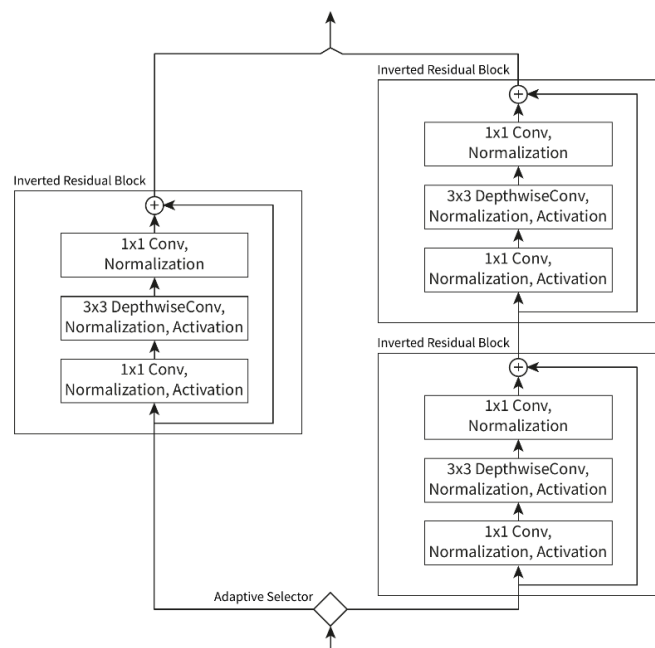 Inverted Residual Block
1x1 Conv,
Normalization
3x3 DepthwiseConv,
Normalization, Activation
1x1 Conv,
Normalization, Activation
Inverted Residual Block
1x1 Conv,
Normalization
3x3 DepthwiseConv,
Normalization, Activation
1x1 Conv,
Normalization, Activation
Inverted Residual Block
1x1 Conv,
Normalization
3x3 DepthwiseConv,
Normalization, Activation
1x1 Conv,
Normalization, Activation
Adaptive Selector